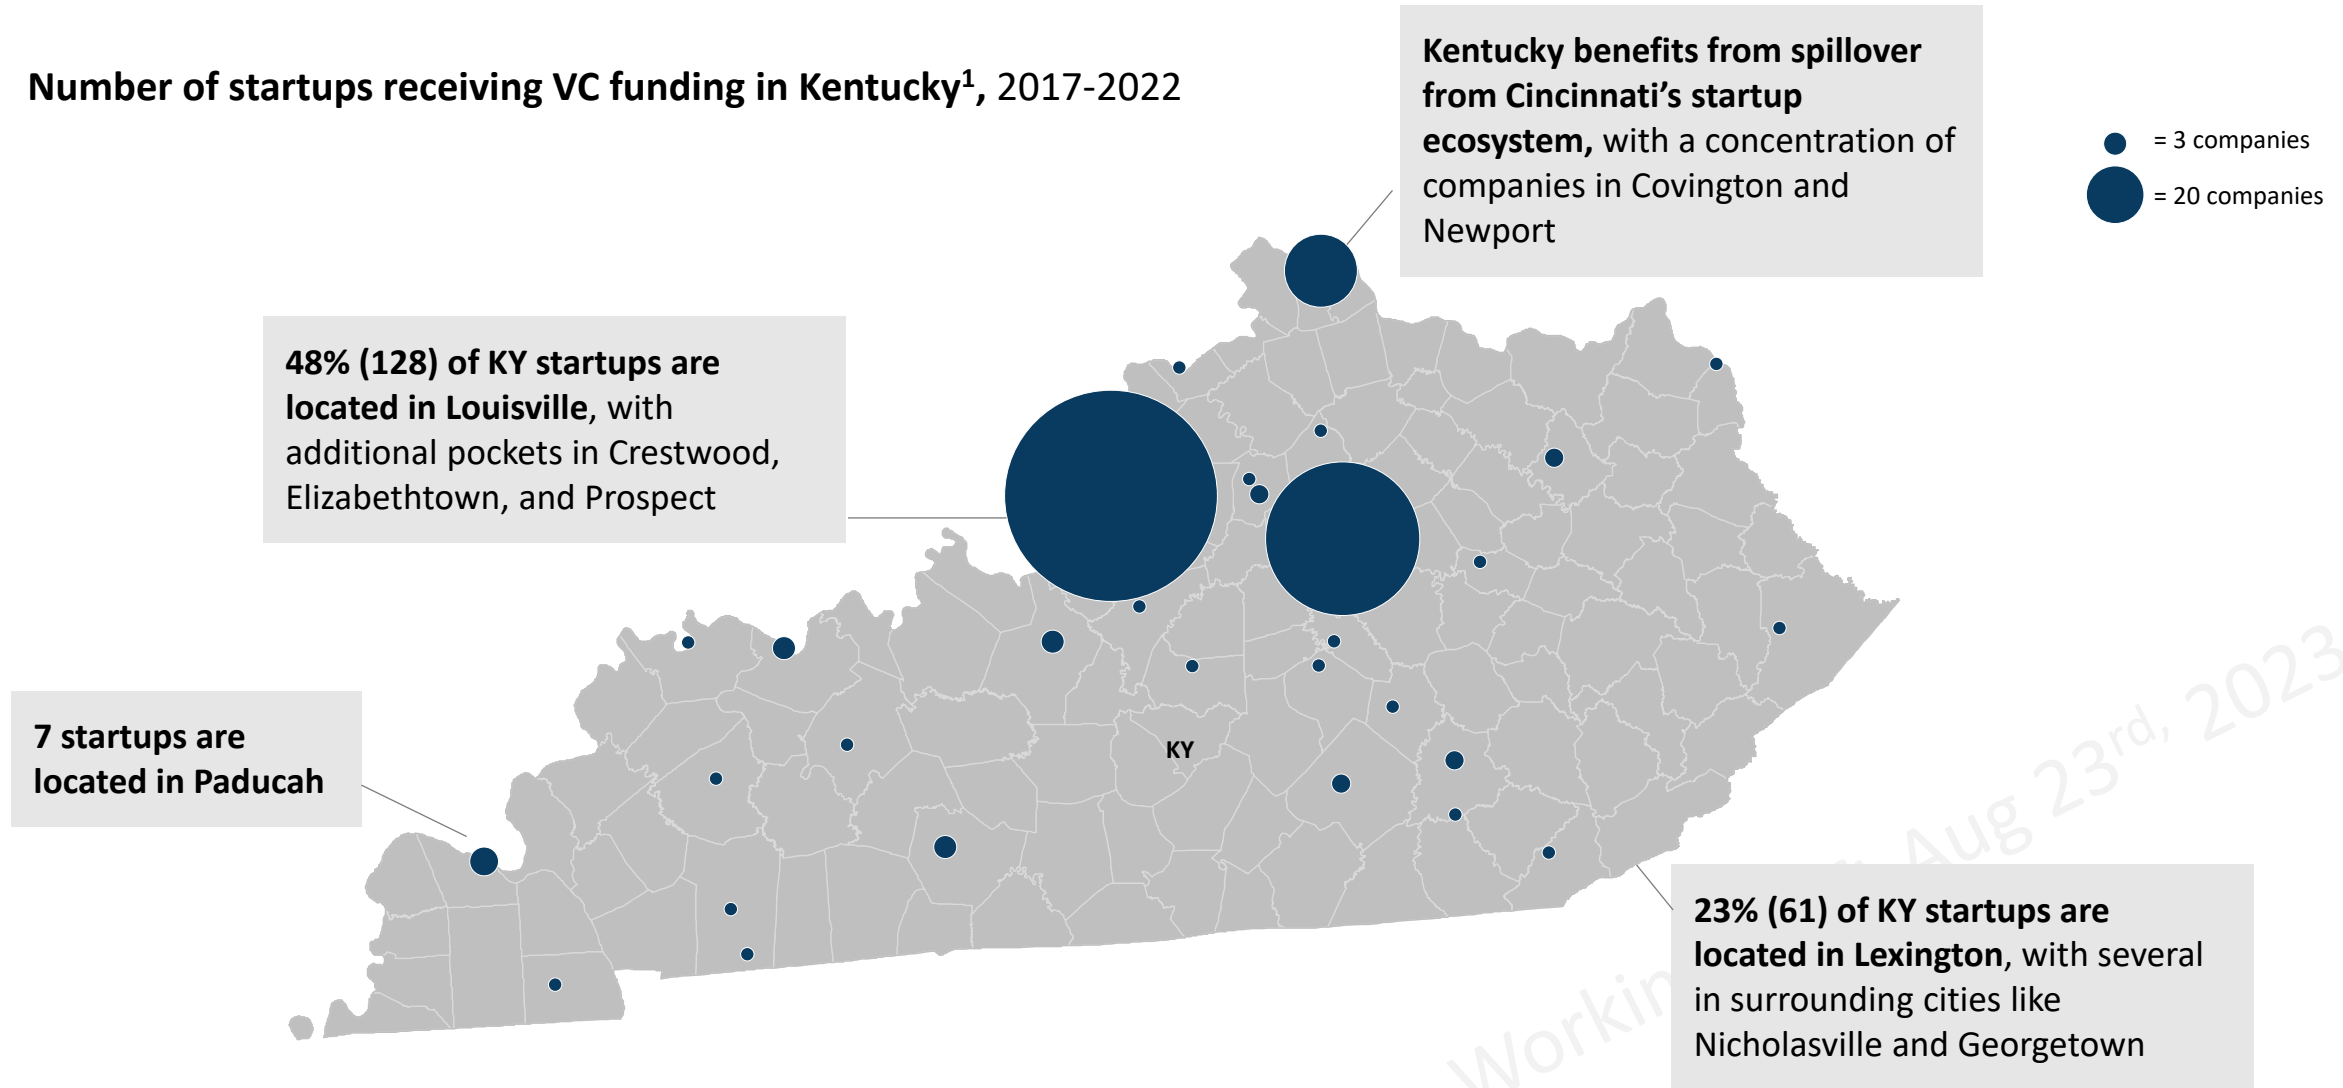 Number of startups receiving VC funding in Kentucky¹, 2017-2022
Kentucky benefits from spillover
from Cincinnati’s startup
ecosystem, with a concentration of
companies in Covington and
Newport
= 3 companies
= 20 companies
48% (128) of KY startups are
located in Louisville, with
additional pockets in Crestwood,
Elizabethtown, and Prospect
7 startups are
located in Paducah
KY
23% (61) of KY startups are
located in Lexington, with several
in surrounding cities like
Nicholasville and Georgetown
Aug 23rd, 2023